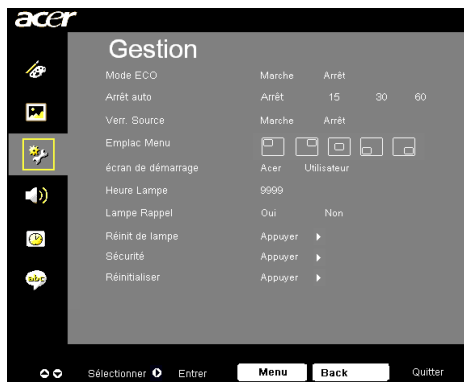 acer
Gestion
Mode ECO Marche Arrêt
Arrêt auto Arrêt 15 30 60
Verr. Source Marche Arrêt
Emplac Menu
écran de démarrage Acer Utilisateur
Heure Lampe 9999
Lampe Rappel Oui Non
Réinit de lampe Appuyer
Sécurité Appuyer
Réinitialiser Appuyer
abc
Sélectionner Entrer Menu Back Quitter